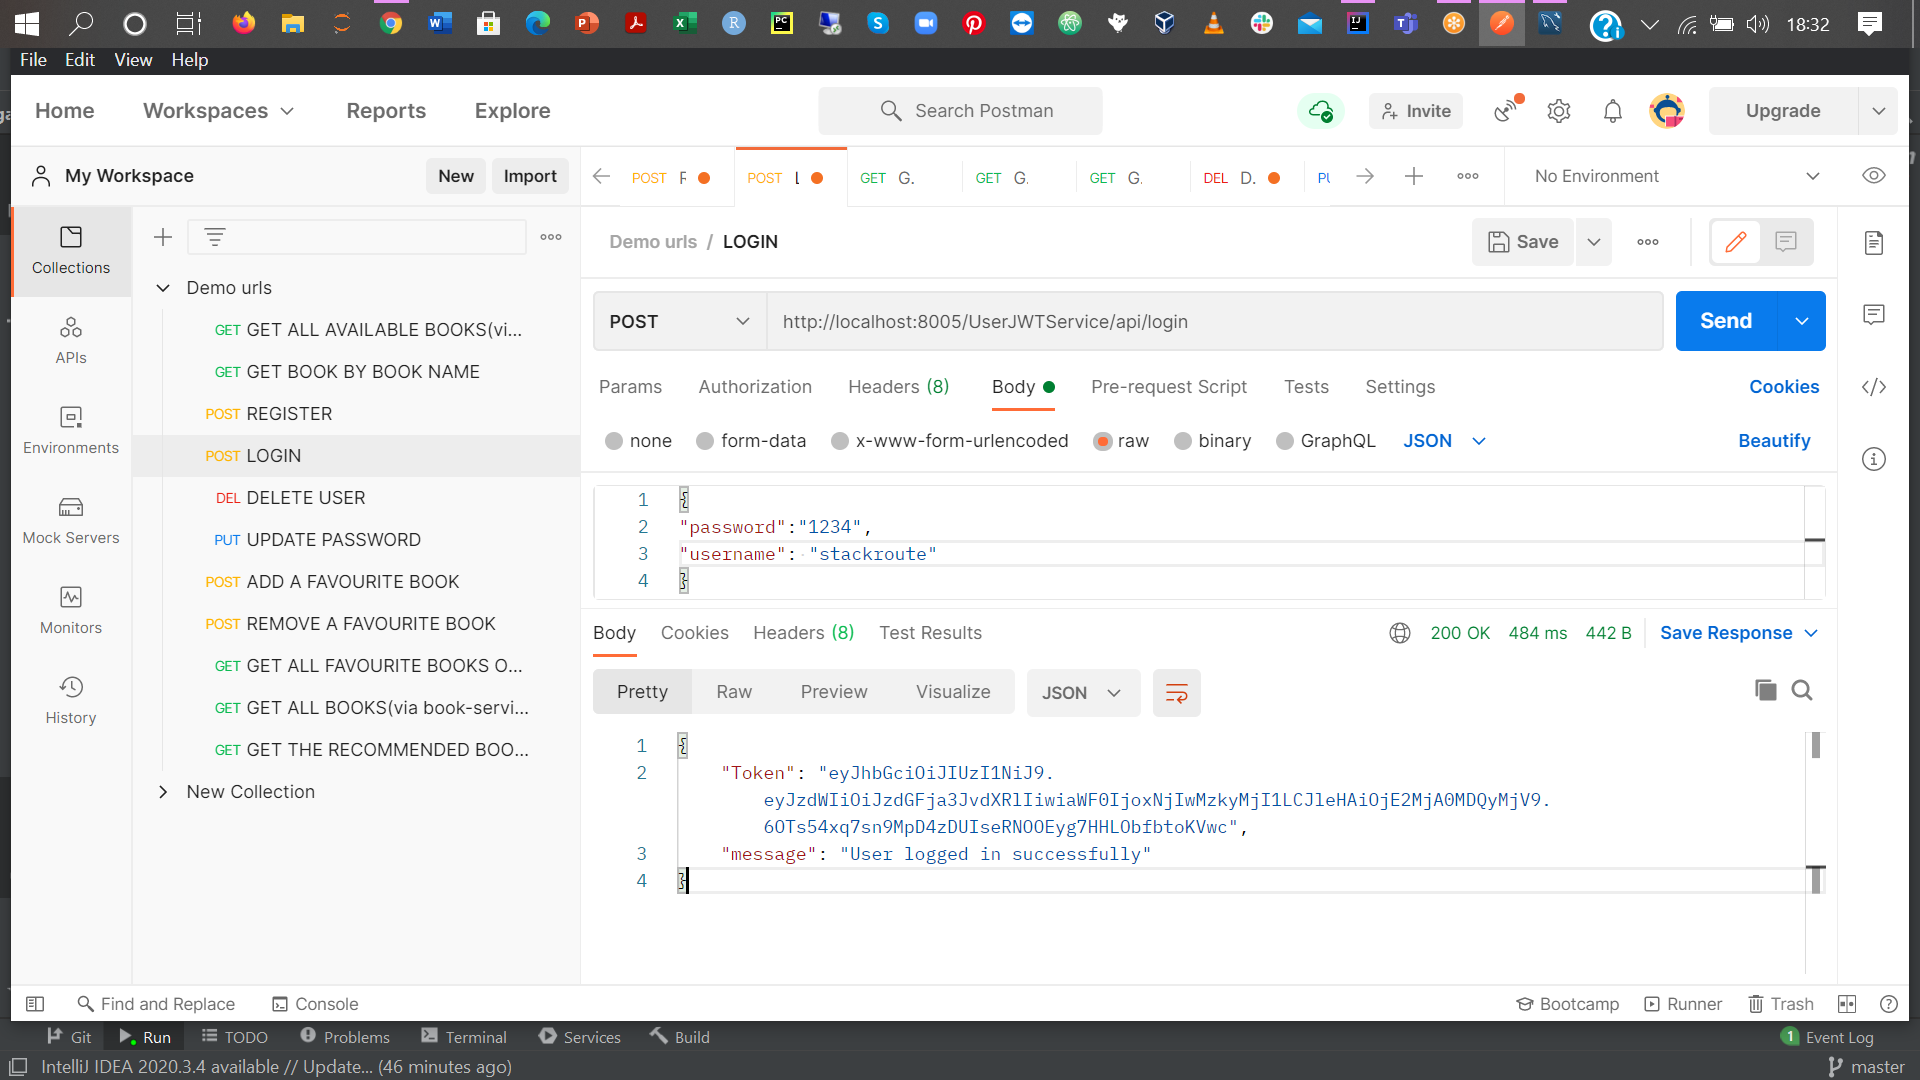 18:32
File Edit View Help
Home Workspaces Reports Explore Search Postman Invite Upgrade
My Workspace New Import POST POST GET G. GET G. GET G. DEL D. No Environment
Collections
APIs
Environments
Mock Servers
Monitors
History
Demo urls
GET GET ALL AVAILABLE BOOKS(vi...
GET GET BOOK BY BOOK NAME
POST REGISTER
POST LOGIN
DEL DELETE USER
PUT UPDATE PASSWORD
POST ADD A FAVOURITE BOOK
POST REMOVE A FAVOURITE BOOK
GET GET ALL FAVOURITE BOOKS O...
GET GET ALL BOOKS(via book-servi...
GET GET THE RECOMMENDED BOO...
New Collection
Demo urls / LOGIN Save
POST http://localhost:8005/UserJWTService/api/login Send
Params Authorization Headers (8) Body Pre-request Script Tests Settings Cookies
none form-data x-www-form-urlencoded raw binary GraphQL JSON Beautify
1 {
2 "password":"1234",
3 "username": "stackroute"
4 }
Body Cookies Headers (8) Test Results 200 OK 484 ms 442 B Save Response
Pretty Raw Preview Visualize JSON
1 {
2 "Token": "eyJhbGciOiJIUzI1NiJ9.
eyJzdWIiOiJzdGFja3JvdXRlIiwiaWF0IjoxNjIwMzkyMjI1LCJleHAiOjE2MjA0MDQyMjV9.
6OTs54xq7sn9MpD4zDUIseRNOOEyg7HHLObfbtoKVwc",
3 "message": "User logged in successfully"
4 }
Find and Replace Console Bootcamp Runner Trash
Git Run TODO Problems Terminal Services Build 1 Event Log
IntelliJ IDEA 2020.3.4 available // Update... (46 minutes ago) master